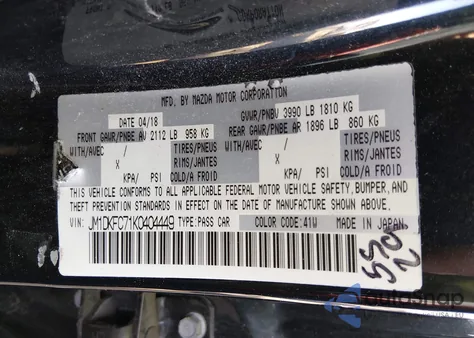 MFD. BY MAZDA MOTOR CORPORATION
DATE 04/18 GVWR/PNBV 3990 LB 1810 KG
FRONT GAWR/PNBE AV 2112 LB 958 KG REAR GAWR/PNBE AR 1896 LB 860 KG
WITH/AVEC / TIRES/PNEUS WITH/AVEC / TIRES/PNEUS
X RIMS/JANTES X RIMS/JANTES
KPA/ PSI COLD/A FROID KPA/ PSI COLD/A FROID
THIS VEHICLE CONFORMS TO ALL APPLICABLE FEDERAL MOTOR VEHICLE SAFETY, BUMPER, AND
THEFT PREVENTION STANDARDS IN EFFECT ON THE DATE OF MANUFACTURE SHOWN ABOVE.
VIN: JM1DKFC71K0404449 TYPE:PASS CAR COLOR CODE: 41W MADE IN JAPAN
550
2
AutoSnap